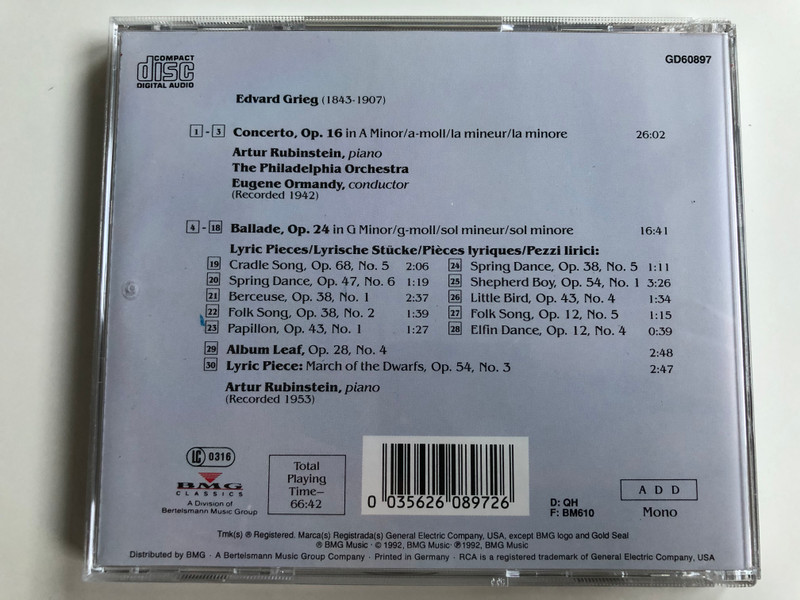 COMPACT
disc
DIGITAL AUDIO
GD60897
Edvard Grieg (1843-1907)
1 - 3 Concerto, Op. 16 in A Minor/a-moll/la mineur/la minore 26:02
Artur Rubinstein, piano
The Philadelphia Orchestra
Eugene Ormandy, conductor
(Recorded 1942)
4 - 18 Ballade, Op. 24 in G Minor/g-moll/sol mineur/sol minore 16:41
Lyric Pieces/Lyrische Stücke/Pièces lyriques/Pezzi lirici:
19 Cradle Song, Op. 68, No. 5 2:06
20 Spring Dance, Op. 47, No. 6 1:19
21 Berceuse, Op. 38, No. 1 2:37
22 Folk Song, Op. 38, No. 2 1:39
23 Papillon, Op. 43, No. 1 1:27
24 Spring Dance, Op. 38, No. 5 1:11
25 Shepherd Boy, Op. 54, No. 1 3:26
26 Little Bird, Op. 43, No. 4 1:34
27 Folk Song, Op. 12, No. 5 1:15
28 Elfin Dance, Op. 12, No. 4 0:39
29 Album Leaf, Op. 28, No. 4 2:48
30 Lyric Piece: March of the Dwarfs, Op. 54, No. 3 2:47
Artur Rubinstein, piano
(Recorded 1953)
LC 0316
BMG
CLASSICS
A Division of
Bertelsmann Music Group
Total
Playing
Time–
66:42
0 035626 089726
D: QH
F: BM610
A D D
Mono
Tmk(s) ® Registered. Marca(s) Registrada(s) General Electric Company, USA, except BMG logo and Gold Seal
® BMG Music · © 1992, BMG Music · ℗ 1992, BMG Music
Distributed by BMG · A Bertelsmann Music Group Company · Printed in Germany · RCA is a registered trademark of General Electric Company, USA